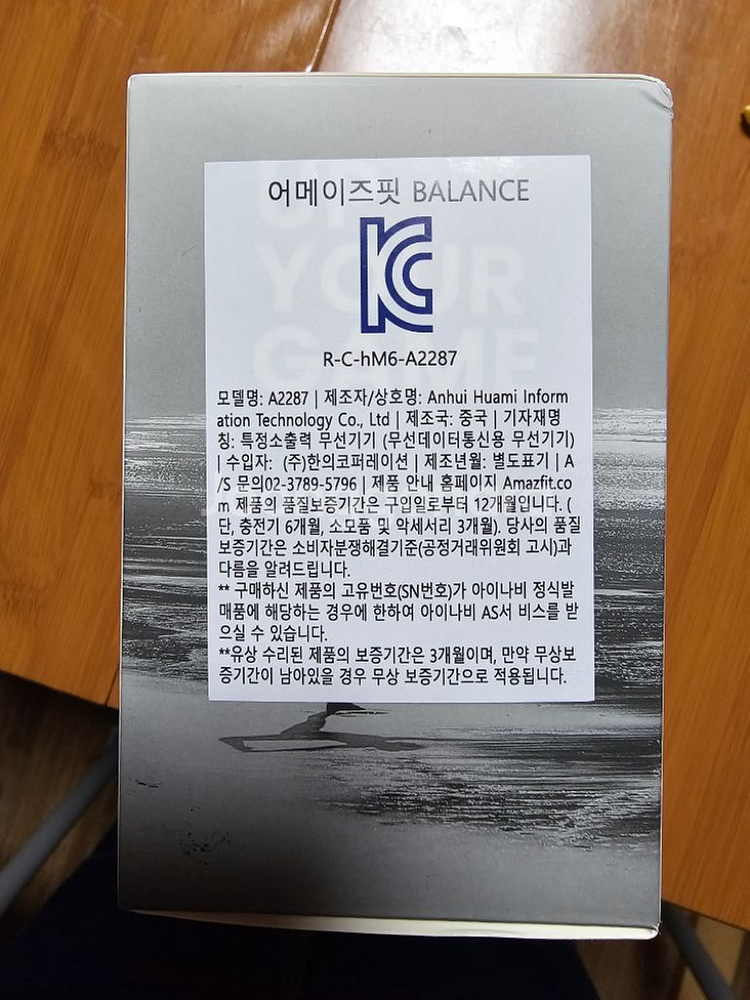 어메이즈핏 BALANCE
R-C-hM6-A2287
모델명: A2287 | 제조자/상호명: Anhui Huami Inform
ation Technology Co., Ltd | 제조국: 중국 | 기자재명
칭: 특정소출력 무선기기 (무선데이터통신용 무선기기)
| 수입자: (주)한의코퍼레이션 | 제조년월: 별도표기 | A
/S 문의02-3789-5796 | 제품 안내 홈페이지 Amazfit.co
m 제품의 품질보증기간은 구입일로부터 12개월입니다. (
단, 충전기 6개월, 소모품 및 악세서리 3개월). 당사의 품질
보증기간은 소비자분쟁해결기준(공정거래위원회 고시)과
다름을 알려드립니다.
** 구매하신 제품의 고유번호(SN번호)가 아이나비 정식발
매품에 해당하는 경우에 한하여 아이나비 AS서 비스를 받
으실 수 있습니다.
**유상 수리된 제품의 보증기간은 3개월이며, 만약 무상보
증기간이 남아있을 경우 무상 보증기간으로 적용됩니다.
YOUR
GAME